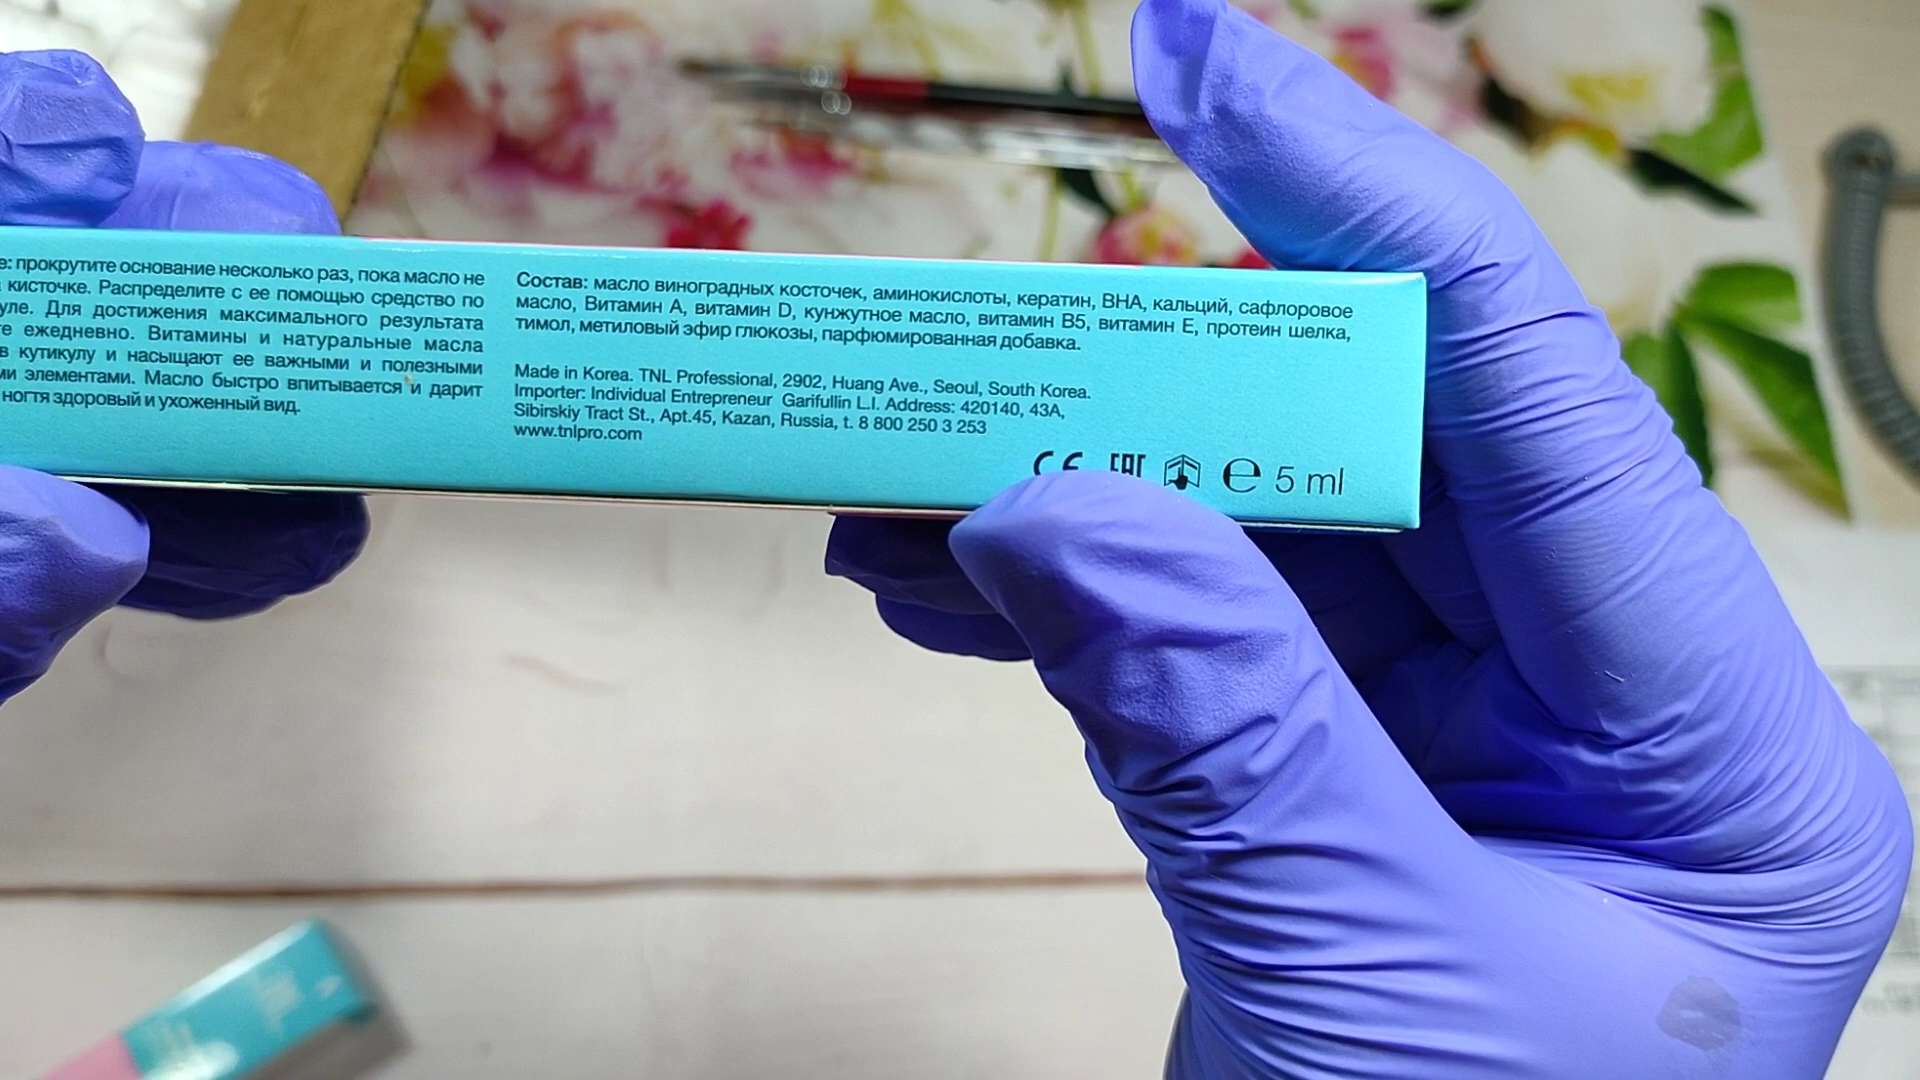 е: прокрутите основание несколько раз, пока масло не
кисточке. Распределите с ее помощью средство по
уле. Для достижения максимального результата
е ежедневно. Витамины и натуральные масла
в кутикулу и насыщают ее важными и полезными
ми элементами. Масло быстро впитывается и дарит
ногтя здоровый и ухоженный вид.
Состав: масло виноградных косточек, аминокислоты, кератин, BHA, кальций, сафлоровое
масло, Витамин А, витамин D, кунжутное масло, витамин В5, витамин Е, протеин шелка,
тимол, метиловый эфир глюкозы, парфюмированная добавка.
Made in Korea. TNL Professional, 2902, Huang Ave., Seoul, South Korea.
Importer: Individual Entrepreneur Garifullin L.I. Address: 420140, 43A,
Sibirskiy Tract St., Apt.45, Kazan, Russia, t. 8 800 250 3 253
www.tnlpro.com
CE EAC ℮ 5 ml